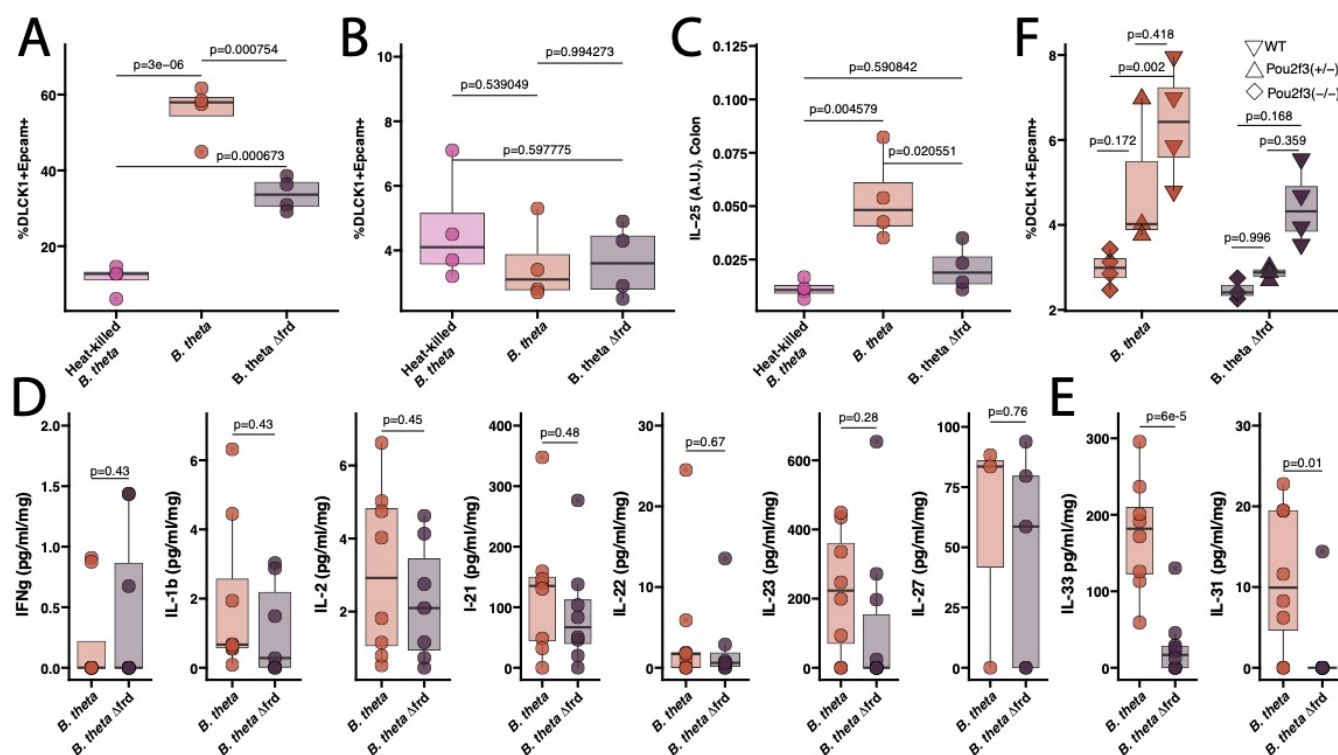 A
%DLCK1+Epcam+
60
40
20
p=3e−06
p=0.000754
p=0.000673
Heat-killed
B. theta
B. theta
B. theta Δfrd
B
%DLCK1+Epcam+
10
8
6
4
2
p=0.994273
p=0.539049
p=0.597775
Heat-killed
B. theta
B. theta
B. theta Δfrd
C
IL−25 (A.U.), Colon
0.125
0.100
0.075
0.050
0.025
p=0.590842
p=0.004579
p=0.020551
Heat-killed
B. theta
B. theta
B. theta Δfrd
F
%DCLK1+Epcam+
8
6
4
2
p=0.418
p=0.002
p=0.172
p=0.168
p=0.359
p=0.996
WT
Pou2f3(+/−)
Pou2f3(−/−)
B. theta
B. theta Δfrd
D
IFNg (pg/ml/mg)
2.0
1.5
1.0
0.5
0.0
p=0.43
B. theta
B. theta Δfrd
IL-1b (pg/ml/mg)
6
4
2
0
p=0.43
B. theta
B. theta Δfrd
IL-2 (pg/ml/mg)
6
4
2
p=0.45
B. theta
B. theta Δfrd
I-21 (pg/ml/mg)
400
300
200
100
0
p=0.48
B. theta
B. theta Δfrd
IL-22 (pg/ml/mg)
30
20
10
0
p=0.67
B. theta
B. theta Δfrd
IL-23 (pg/ml/mg)
600
400
200
0
p=0.28
B. theta
B. theta Δfrd
IL-27 (pg/ml/mg)
100
75
50
25
0
p=0.76
B. theta
B. theta Δfrd
E
IL-33 pg/ml/mg)
300
200
100
0
p=6e-5
B. theta
B. theta Δfrd
IL-31 (pg/ml/mg)
30
20
10
0
p=0.01
B. theta
B. theta Δfrd